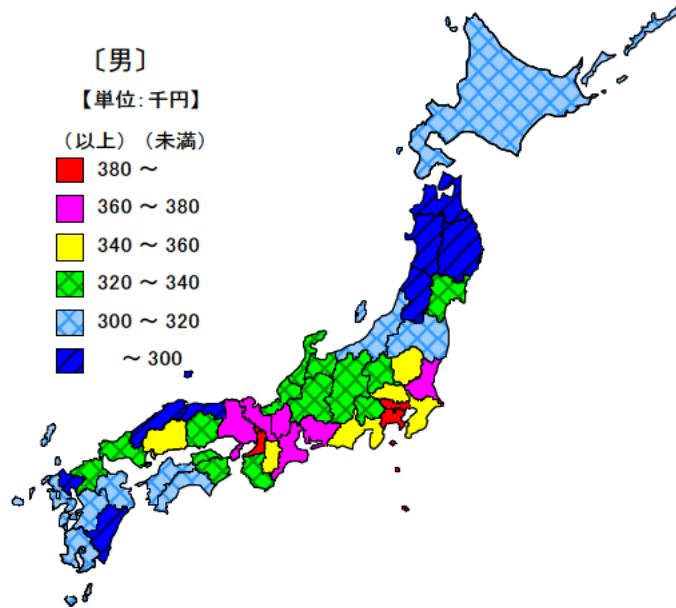 〔男〕
【単位：千円】
（以上）（未満）
380 ～
360 ～ 380
340 ～ 360
320 ～ 340
300 ～ 320
～ 300